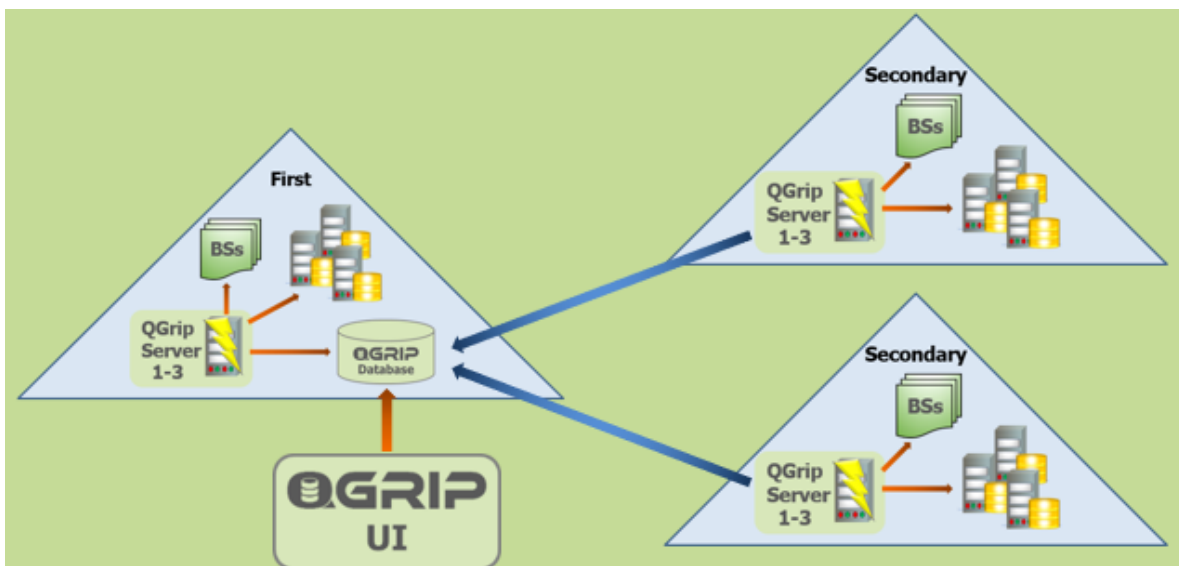 First
BSs
QGrip
Server
1-3
QGRIP
Database
QGRIP
UI
Secondary
BSs
QGrip
Server
1-3
Secondary
BSs
QGrip
Server
1-3